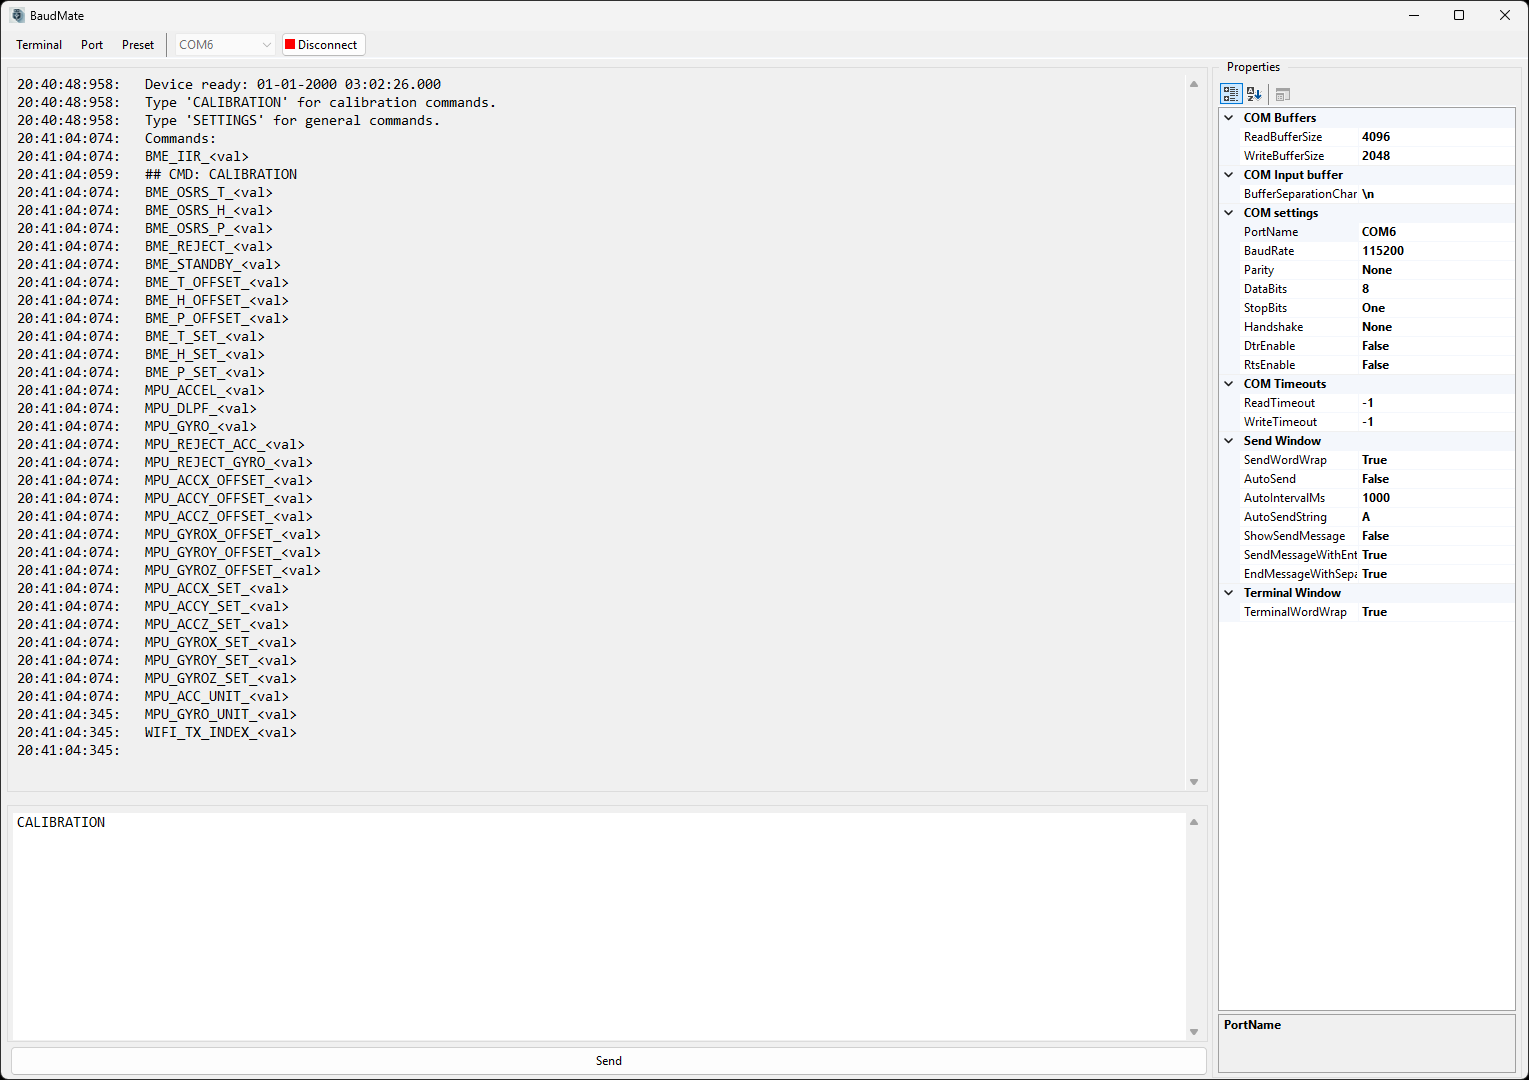 BaudMate
Terminal Port Preset COM6 Disconnect
20:40:48:958: Device ready: 01-01-2000 03:02:26.000
20:40:48:958: Type 'CALIBRATION' for calibration commands.
20:40:48:958: Type 'SETTINGS' for general commands.
20:41:04:074: Commands:
20:41:04:074: BME_IIR_<val>
20:41:04:059: ## CMD: CALIBRATION
20:41:04:074: BME_OSRS_T_<val>
20:41:04:074: BME_OSRS_H_<val>
20:41:04:074: BME_OSRS_P_<val>
20:41:04:074: BME_REJECT_<val>
20:41:04:074: BME_STANDBY_<val>
20:41:04:074: BME_T_OFFSET_<val>
20:41:04:074: BME_H_OFFSET_<val>
20:41:04:074: BME_P_OFFSET_<val>
20:41:04:074: BME_T_SET_<val>
20:41:04:074: BME_H_SET_<val>
20:41:04:074: BME_P_SET_<val>
20:41:04:074: MPU_ACCEL_<val>
20:41:04:074: MPU_DLPF_<val>
20:41:04:074: MPU_GYRO_<val>
20:41:04:074: MPU_REJECT_ACC_<val>
20:41:04:074: MPU_REJECT_GYRO_<val>
20:41:04:074: MPU_ACCX_OFFSET_<val>
20:41:04:074: MPU_ACCY_OFFSET_<val>
20:41:04:074: MPU_ACCZ_OFFSET_<val>
20:41:04:074: MPU_GYROX_OFFSET_<val>
20:41:04:074: MPU_GYROY_OFFSET_<val>
20:41:04:074: MPU_GYROZ_OFFSET_<val>
20:41:04:074: MPU_ACCX_SET_<val>
20:41:04:074: MPU_ACCY_SET_<val>
20:41:04:074: MPU_ACCZ_SET_<val>
20:41:04:074: MPU_GYROX_SET_<val>
20:41:04:074: MPU_GYROY_SET_<val>
20:41:04:074: MPU_GYROZ_SET_<val>
20:41:04:074: MPU_ACC_UNIT_<val>
20:41:04:345: MPU_GYRO_UNIT_<val>
20:41:04:345: WIFI_TX_INDEX_<val>
20:41:04:345:
CALIBRATION
Send
Properties
COM Buffers
ReadBufferSize 4096
WriteBufferSize 2048
COM Input buffer
BufferSeparationChar \n
COM settings
PortName COM6
BaudRate 115200
Parity None
DataBits 8
StopBits One
Handshake None
DtrEnable False
RtsEnable False
COM Timeouts
ReadTimeout -1
WriteTimeout -1
Send Window
SendWordWrap True
AutoSend False
AutoIntervalMs 1000
AutoSendString A
ShowSendMessage False
SendMessageWithEnt True
EndMessageWithSepa True
Terminal Window
TerminalWordWrap True
PortName